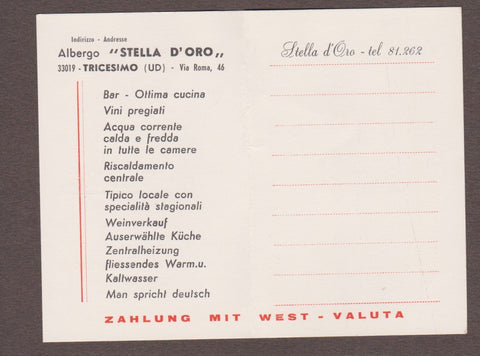 Indirizzo - Andresse
Albergo "STELLA D'ORO„
33019 - TRICESIMO (UD) - Via Roma, 46
Stella d'Oro - tel 81.262
Bar - Ottima cucina
Vini pregiati
Acqua corrente
calda e fredda
in tutte le camere
Riscaldamento
centrale
Tipico locale con
specialità stagionali
Weinverkauf
Auserwählte Küche
Zentralheizung
fliessendes Warm.u.
Kaltwasser
Man spricht deutsch
ZAHLUNG MIT WEST - VALUTA